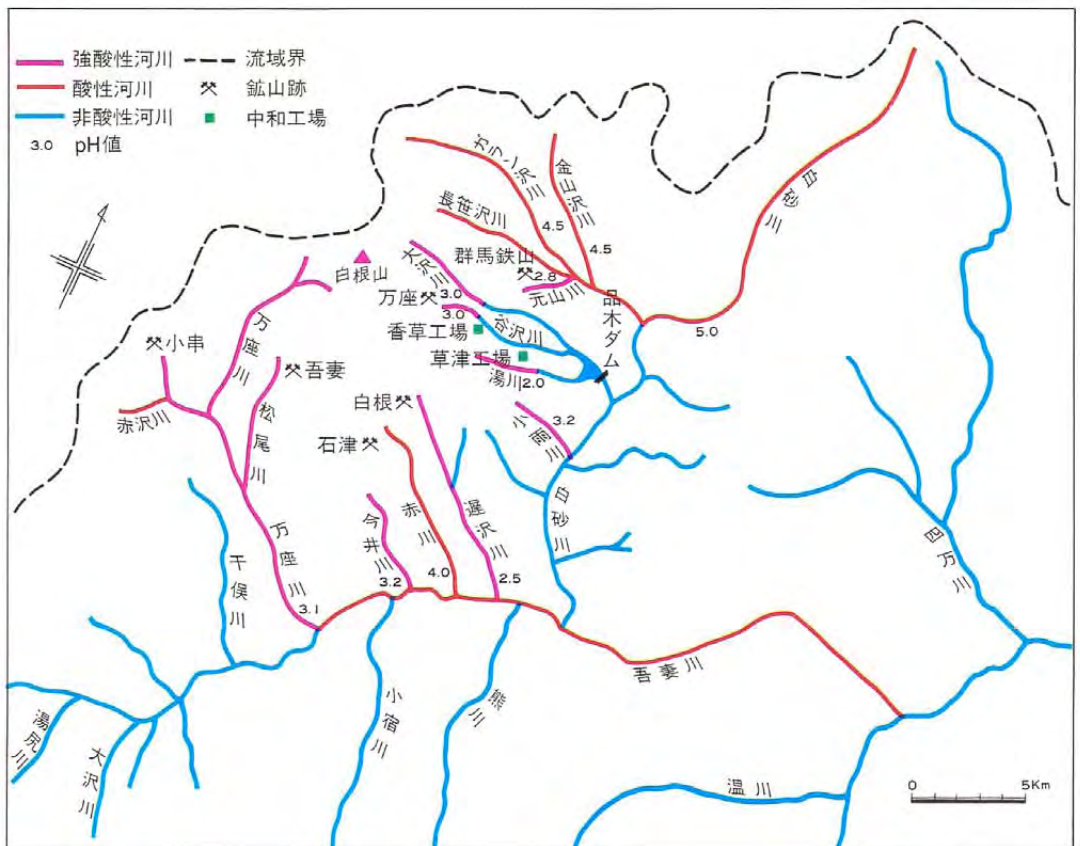 強酸性河川
流域界
酸性河川
鉱山跡
非酸性河川
中和工場
3.0 pH値
ガラン沢川
金山沢川
白砂川
長笹沢川
4.5
4.5
群馬鉄山
大沢川
2.8
元山川
白根山
3.0
万座
3.0
谷沢川
品木ダム
5.0
香草工場
草津工場
湯川 2.0
小串
万座川
吾妻
松尾川
赤沢川
白根
3.2
小雨川
石津
赤川
遅沢川
白砂川
四万川
今井川
万座川
干俣川
3.2
4.0
2.5
3.1
吾妻川
小宿川
熊川
湯尻川
大沢川
温川
0 5Km